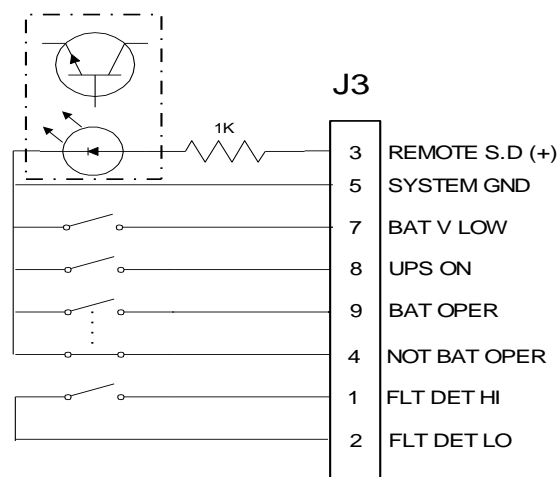 J3
1K
3 REMOTE S.D (+)
5 SYSTEM GND
7 BAT V LOW
8 UPS ON
9 BAT OPER
4 NOT BAT OPER
1 FLT DET HI
2 FLT DET LO